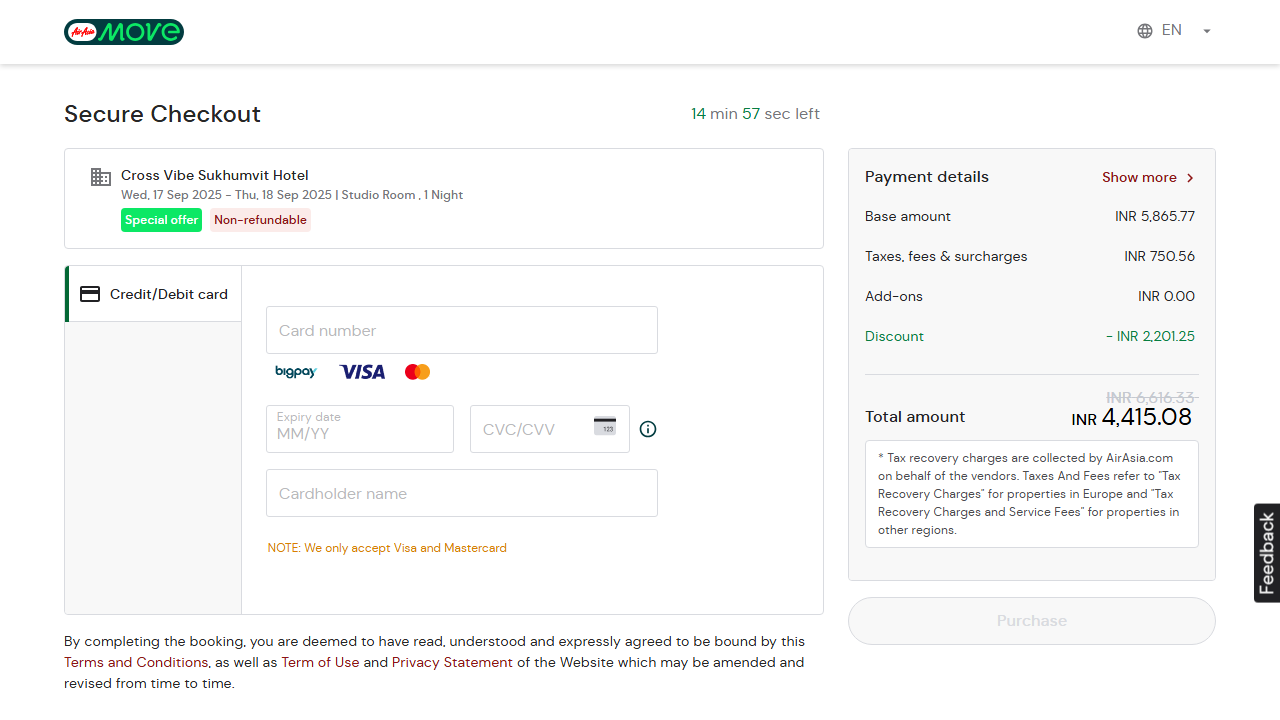 AirAsia MOVE
EN
Secure Checkout
14 min 57 sec left
Cross Vibe Sukhumvit Hotel
Wed, 17 Sep 2025 - Thu, 18 Sep 2025 | Studio Room , 1 Night
Special offer
Non-refundable
Credit/Debit card
Card number
bigpay
VISA
Expiry date
MM/YY
CVC/CVV
123
Cardholder name
NOTE: We only accept Visa and Mastercard
By completing the booking, you are deemed to have read, understood and expressly agreed to be bound by this
Terms and Conditions, as well as Term of Use and Privacy Statement of the Website which may be amended and
revised from time to time.
Payment details
Show more
Base amount
INR 5,865.77
Taxes, fees & surcharges
INR 750.56
Add-ons
INR 0.00
Discount
- INR 2,201.25
INR 6,616.33
Total amount
INR 4,415.08
* Tax recovery charges are collected by AirAsia.com
on behalf of the vendors. Taxes And Fees refer to "Tax
Recovery Charges" for properties in Europe and "Tax
Recovery Charges and Service Fees" for properties in
other regions.
Purchase
Feedback